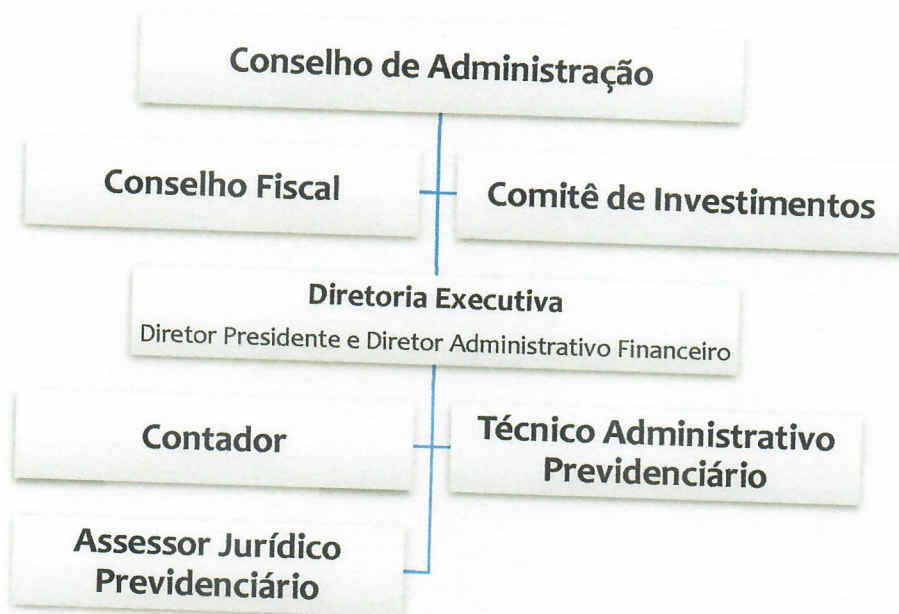 Conselho de Administração
Conselho Fiscal
Comitê de Investimentos
Diretoria Executiva
Diretor Presidente e Diretor Administrativo Financeiro
Contador
Técnico Administrativo
Previdenciário
Assessor Jurídico
Previdenciário